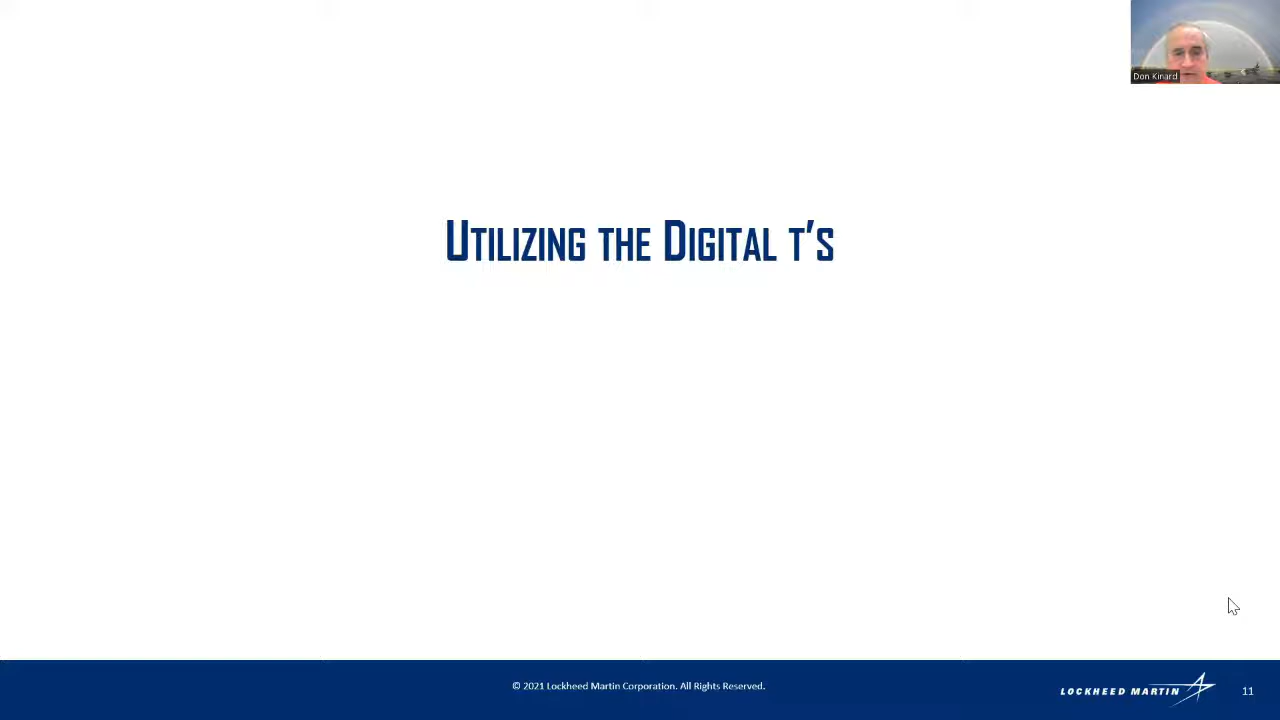 Don Kinard
Utilizing the Digital t's
© 2021 Lockheed Martin Corporation. All Rights Reserved.
LOCKHEED MARTIN
11